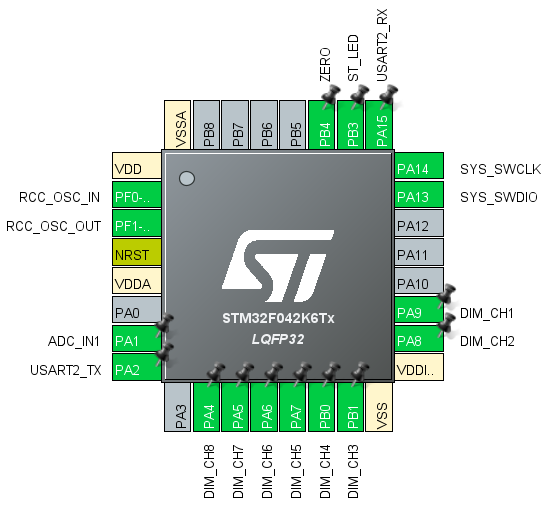 ZERO
ST_LED
USART2_RX
VSSA
PB8
PB7
PB6
PB5
PB4
PB3
PA15
VDD
RCC_OSC_IN PF0-..
RCC_OSC_OUT PF1-..
NRST
VDDA
PA0
ADC_IN1 PA1
USART2_TX PA2
PA14 SYS_SWCLK
PA13 SYS_SWDIO
PA12
PA11
PA10
PA9 DIM_CH1
PA8 DIM_CH2
VDDI..
ST
STM32F042K6Tx
LQFP32
PA3
PA4
PA5
PA6
PA7
PB0
PB1
VSS
DIM_CH8
DIM_CH7
DIM_CH6
DIM_CH5
DIM_CH4
DIM_CH3